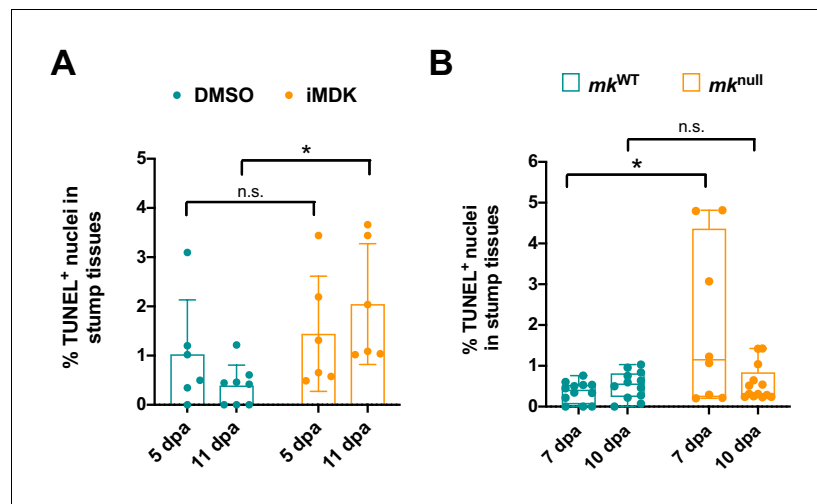 A
DMSO iMDK
% TUNEL+ nuclei in
stump tissues
5
4
3
2
1
0
n.s.
*
5 dpa
11 dpa
5 dpa
11 dpa
B
mkWT mknull
% TUNEL+ nuclei
in stump tissues
6
5
4
3
2
1
0
n.s.
*
7 dpa
10 dpa
7 dpa
10 dpa